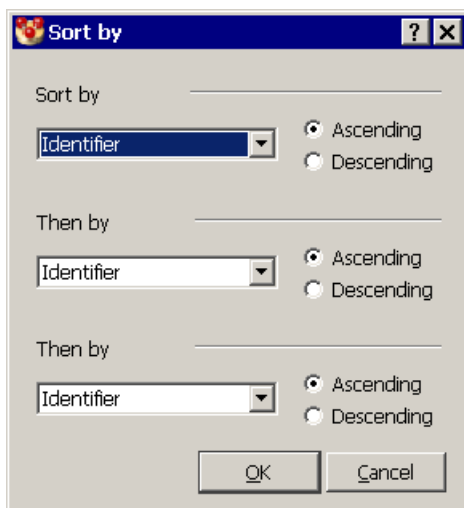 Sort by
Sort by
Identifier
Ascending
Descending
Then by
Identifier
Ascending
Descending
Then by
Identifier
Ascending
Descending
OK Cancel